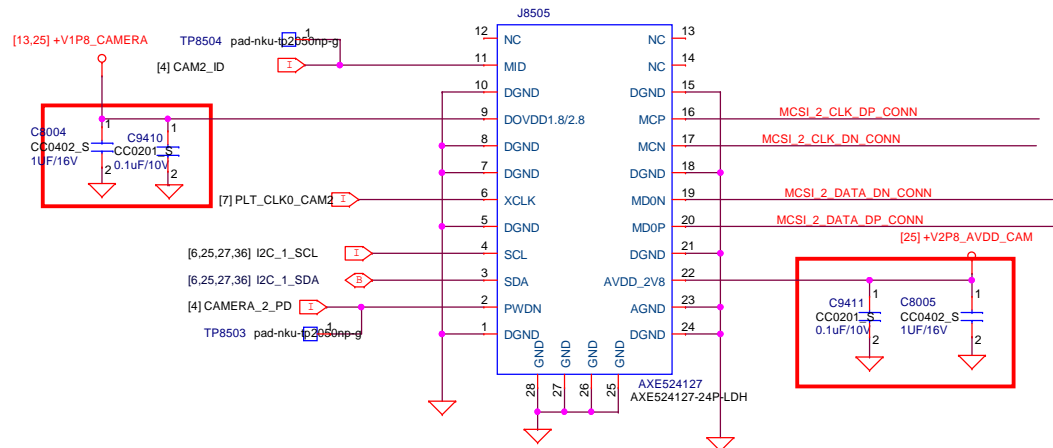 J8505
[13,25] +V1P8_CAMERA
TP8504 pad-nku-tp2050np-g
1
[4] CAM2_ID
I
12 NC
11 MID
10 DGND
9 DOVDD1.8/2.8
8 DGND
7 DGND
6 XCLK
5 DGND
4 SCL
3 SDA
2 PWDN
1 DGND
NC 13
NC 14
DGND 15
MCP 16
MCN 17
DGND 18
MD0N 19
MD0P 20
DGND 21
AVDD_2V8 22
AGND 23
DGND 24
MCSI_2_CLK_DP_CONN
MCSI_2_CLK_DN_CONN
MCSI_2_DATA_DN_CONN
MCSI_2_DATA_DP_CONN
[25] +V2P8_AVDD_CAM
C8004
CC0402_S
1UF/16V
1
2
C9410
CC0201_S
0.1uF/10V
1
2
[7] PLT_CLK0_CAM2
I
[6,25,27,36] I2C_1_SCL
I
[6,25,27,36] I2C_1_SDA
B
[4] CAMERA_2_PD
I
TP8503 pad-nku-tp2050np-g
1
C9411
CC0201_S
0.1uF/10V
1
2
C8005
CC0402_S
1UF/16V
1
2
GND GND GND GND
28 27 26 25
AXE524127
AXE524127-24P-LDH